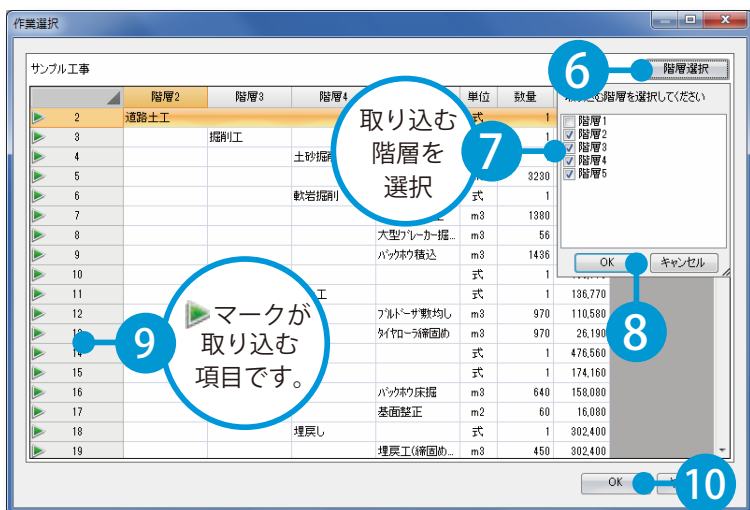 作業選択
サンプル工事
6
階層選択
階層2 階層3 階層4 単位 数量
階層を選択してください
階層1
階層2
階層3
階層4
階層5
7
OK キャンセル
8
取り込む
階層を
選択
2 道路土工 式 1
3 掘削工 1
4 土砂掘
5 3230
6 軟岩掘削 式 1
7 m3 1380
8 大型ブレーカー掘... m3 56
9 バックホウ積込 m3 1436
10 式 1
11 工 式 1 136,770
12 ブルドーザ敷均し m3 970 110,580
13 タイヤローラ締固め m3 970 26,190
14 式 1 476,560
15 式 1 174,160
16 バックホウ床掘 m3 640 158,080
17 基面整正 m2 60 16,080
18 埋戻し 式 1 302,400
19 埋戻工(締固め... m3 450 302,400
9
マークが
取り込む
項目です。
OK
10